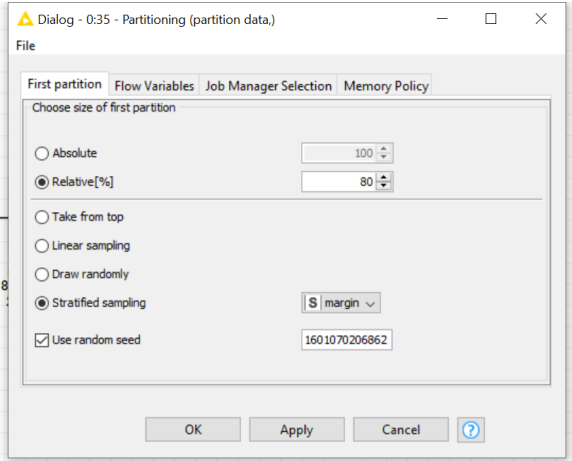 Dialog - 0:35 - Partitioning (partition data,)
File
First partition Flow Variables Job Manager Selection Memory Policy
Choose size of first partition
Absolute 100
Relative[%] 80
Take from top
Linear sampling
Draw randomly
Stratified sampling S margin
Use random seed 1601070206862
OK Apply Cancel ?
8